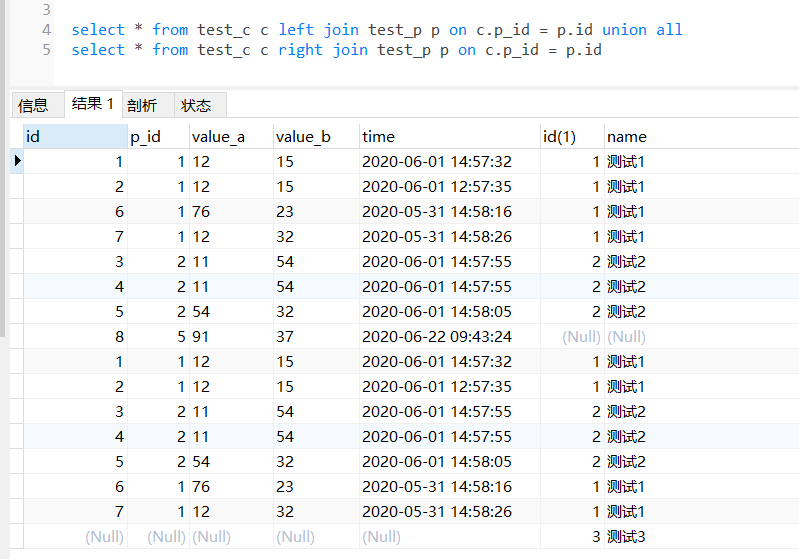 3
4 select * from test_c c left join test_p p on c.p_id = p.id union all
5 select * from test_c c right join test_p p on c.p_id = p.id
信息 结果 1 剖析 状态
id p_id value_a value_b time id(1) name
1 1 12 15 2020-06-01 14:57:32 1 测试1
2 1 12 15 2020-06-01 12:57:35 1 测试1
6 1 76 23 2020-05-31 14:58:16 1 测试1
7 1 12 32 2020-05-31 14:58:26 1 测试1
3 2 11 54 2020-06-01 14:57:55 2 测试2
4 2 11 54 2020-06-01 14:57:55 2 测试2
5 2 54 32 2020-06-01 14:58:05 2 测试2
8 5 91 37 2020-06-22 09:43:24 (Null) (Null)
1 1 12 15 2020-06-01 14:57:32 1 测试1
2 1 12 15 2020-06-01 12:57:35 1 测试1
3 2 11 54 2020-06-01 14:57:55 2 测试2
4 2 11 54 2020-06-01 14:57:55 2 测试2
5 2 54 32 2020-06-01 14:58:05 2 测试2
6 1 76 23 2020-05-31 14:58:16 1 测试1
7 1 12 32 2020-05-31 14:58:26 1 测试1
(Null) (Null) (Null) (Null) (Null) 3 测试3